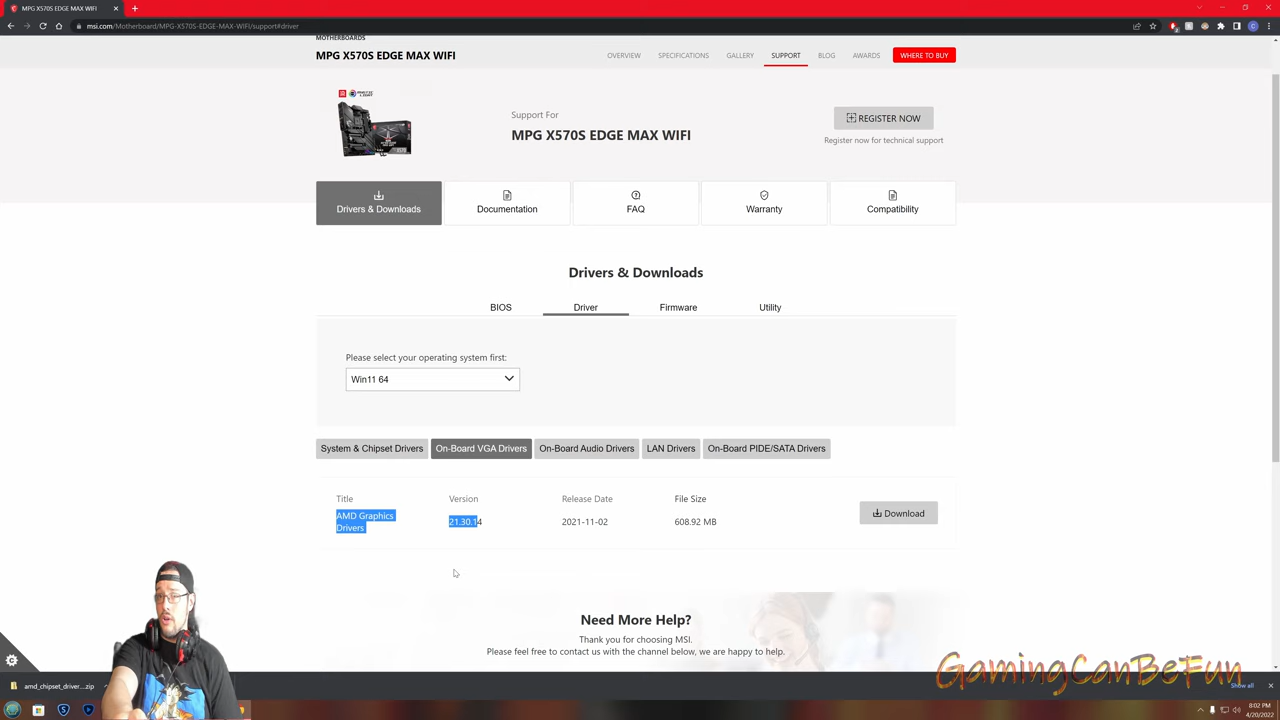 MPG X570S EDGE MAX WIFI
msi.com/Motherboard/MPG-X570S-EDGE-MAX-WIFI/support#driver
MOTHERBOARDS
MPG X570S EDGE MAX WIFI
OVERVIEW
SPECIFICATIONS
GALLERY
SUPPORT
BLOG
AWARDS
WHERE TO BUY
Support For
MPG X570S EDGE MAX WIFI
REGISTER NOW
Register now for technical support
Drivers & Downloads
Documentation
FAQ
Warranty
Compatibility
Drivers & Downloads
BIOS
Driver
Firmware
Utility
Please select your operating system first:
Win11 64
System & Chipset Drivers
On-Board VGA Drivers
On-Board Audio Drivers
LAN Drivers
On-Board PIDE/SATA Drivers
Title
Version
Release Date
File Size
AMD Graphics
Drivers
21.30.14
2021-11-02
608.92 MB
Download
Need More Help?
Thank you for choosing MSI.
Please feel free to contact us with the channel below, we are happy to help.
GamingCanBeFun
amd_chipset_driver....zip
Show all
8:02 PM
4/20/2022